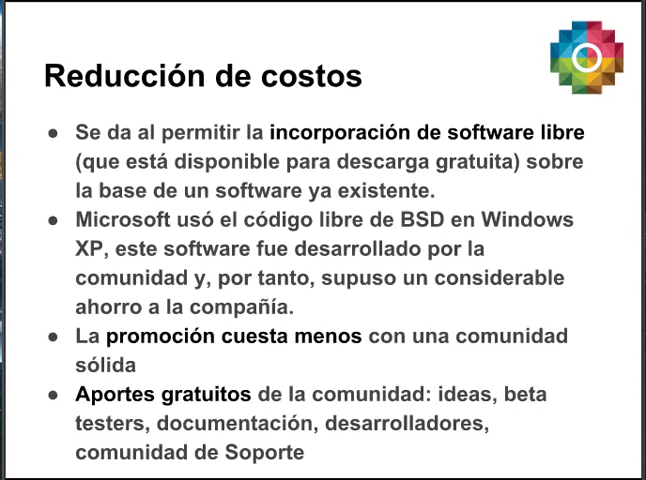 Reducción de costos
● Se da al permitir la incorporación de software libre
(que está disponible para descarga gratuita) sobre
la base de un software ya existente.
● Microsoft usó el código libre de BSD en Windows
XP, este software fue desarrollado por la
comunidad y, por tanto, supuso un considerable
ahorro a la compañía.
● La promoción cuesta menos con una comunidad
sólida
● Aportes gratuitos de la comunidad: ideas, beta
testers, documentación, desarrolladores,
comunidad de Soporte